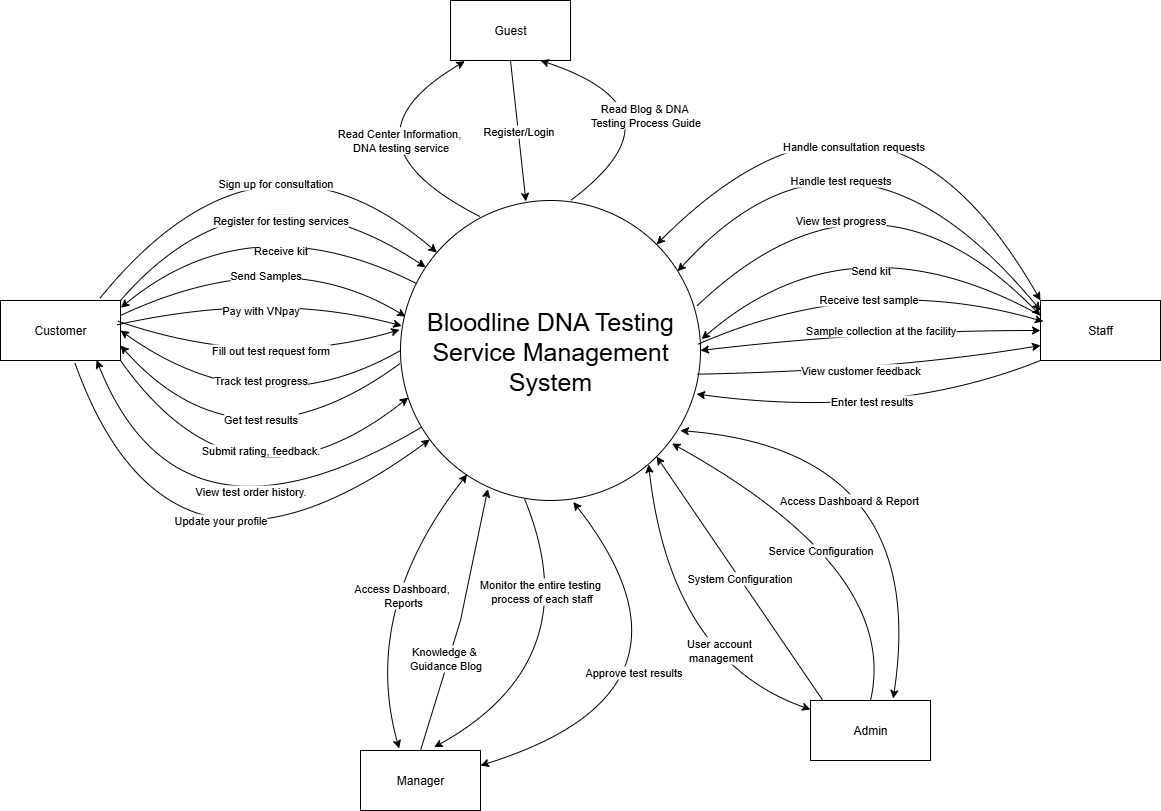 Guest
Read Center Information,
DNA testing service
Register/Login
Read Blog & DNA
Testing Process Guide
Sign up for consultation
Register for testing services
Receive kit
Send Samples
Pay with VNpay
Fill out test request form
Track test progress
Get test results
Submit rating, feedback.
View test order history.
Update your profile
Customer
Bloodline DNA Testing
Service Management
System
Handle consultation requests
Handle test requests
View test progress
Send kit
Receive test sample
Sample collection at the facility
View customer feedback
Enter test results
Staff
Access Dashboard,
Reports
Knowledge &
Guidance Blog
Monitor the entire testing
process of each staff
Approve test results
Manager
User account
management
System Configuration
Service Configuration
Access Dashboard & Report
Admin